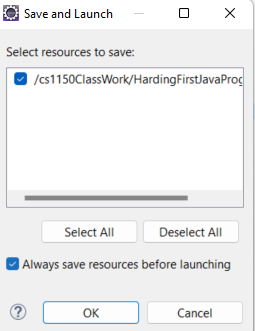 Save and Launch
Select resources to save:
/cs1150ClassWork/HardingFirstJavaProg
Select All
Deselect All
Always save resources before launching
?
OK
Cancel